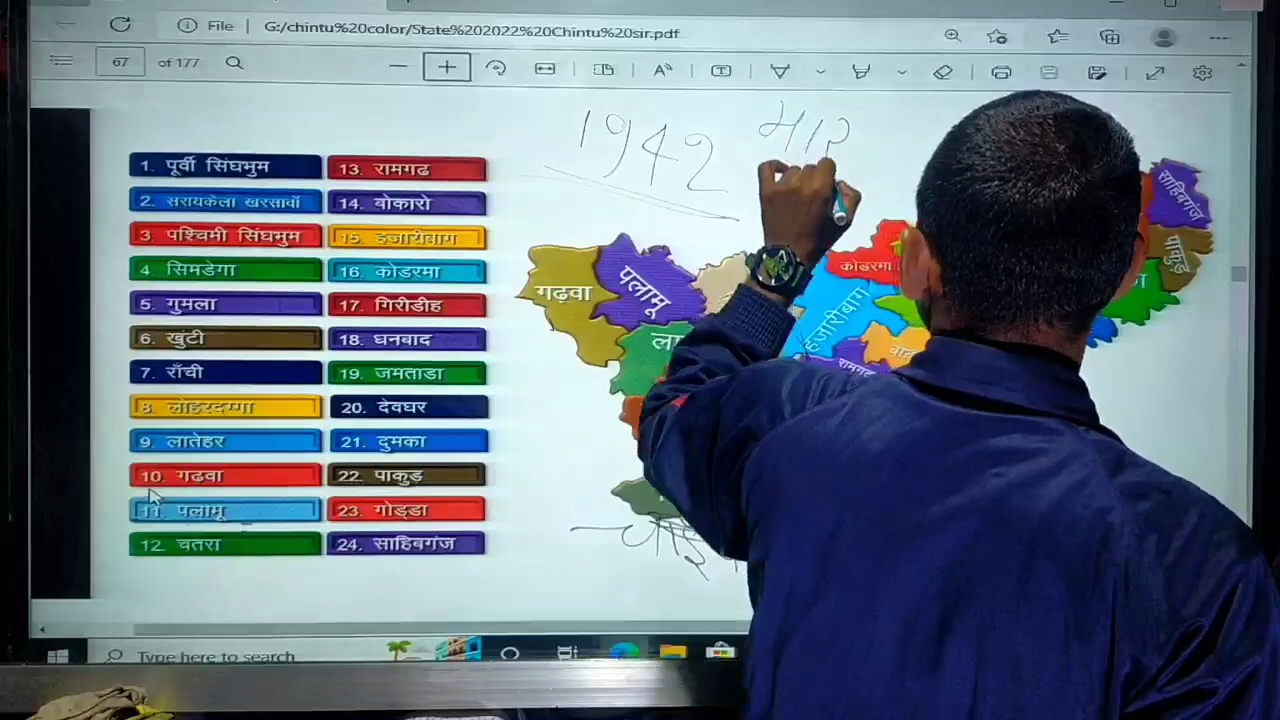 File G:/chintu%20color/State%202022%20Chintu%20sir.pdf
67 of 177
1942 भार
1. पूर्वी सिंघभुम
2. सरायकेला खरसावाँ
3 पश्चिमी सिंघभुम
4 सिमडेगा
5. गुमला
6. खुंटी
7. राँची
8. लोहरदग्गा
9. लातेहर
10. गढवा
11. पलामू
12. चतरा
13. रामगढ
14. बोकारो
15. हजारीबाग
16. कोडरमा
17. गिरीडीह
18. धनबाद
19. जमताडा
20. देवघर
21. दुमका
22. पाकुड
23. गोड्डा
24. साहिबगंज
गढ़वा
पलामू
ला
कोडरमा
हजारीबाग
रामगढ़
साहिबगंज
पाकुड़
Type here to search